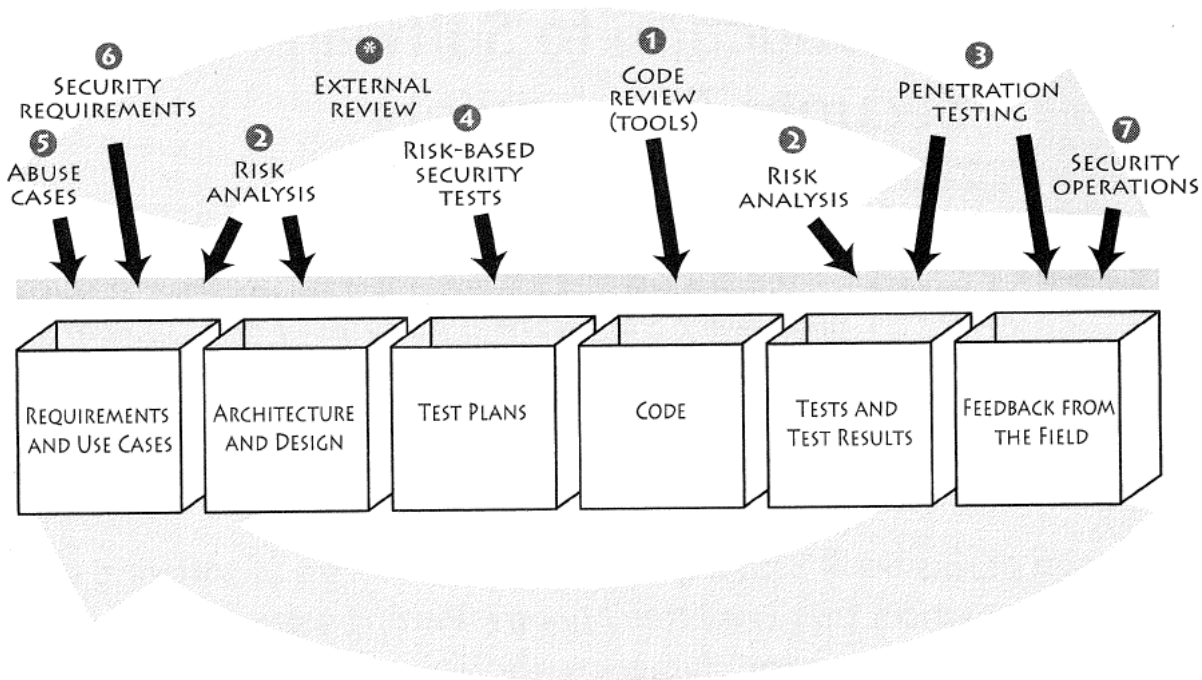 6
SECURITY
REQUIREMENTS
5
ABUSE
CASES
2
RISK
ANALYSIS
*
EXTERNAL
REVIEW
4
RISK-BASED
SECURITY
TESTS
1
CODE
REVIEW
(TOOLS)
2
RISK
ANALYSIS
3
PENETRATION
TESTING
7
SECURITY
OPERATIONS
REQUIREMENTS
AND USE CASES
ARCHITECTURE
AND DESIGN
TEST PLANS
CODE
TESTS AND
TEST RESULTS
FEEDBACK FROM
THE FIELD